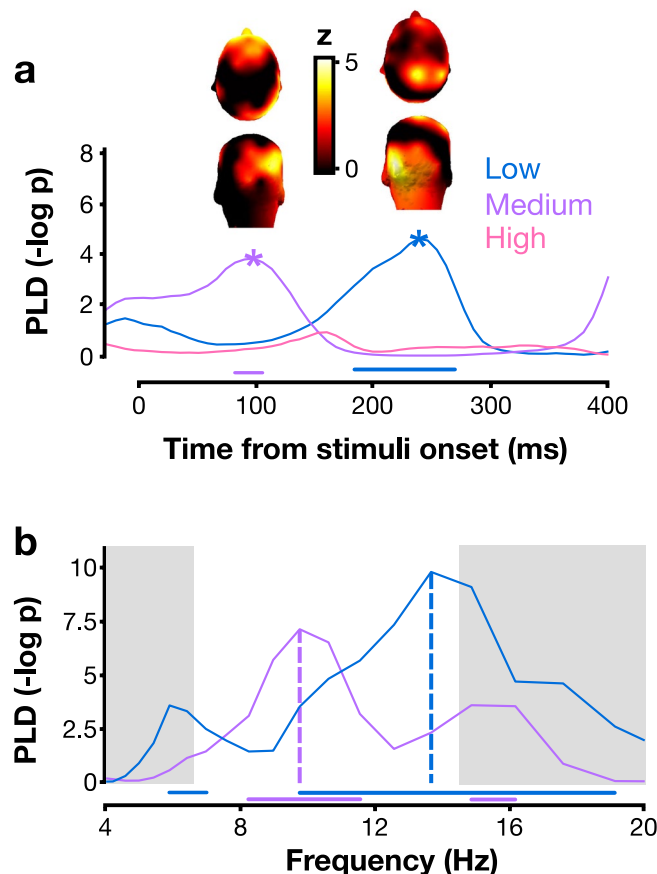 a
z
5
0
8
6
4
2
0
PLD (-log p)
Low
Medium
High
*
*
0 100 200 300 400
Time from stimuli onset (ms)
b
10
7.5
5
2.5
0
PLD (-log p)
4 8 12 16 20
Frequency (Hz)